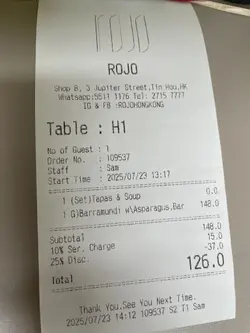 ROJO
ROJO
Shop B, 3 Jupiter Street,Tin Hou,HK
Whatsapp:5511 1176 Tel: 2715 7777
IG & FB :ROJOHONGKONG
Table : H1
No of Guest : 1
Order No. : 109537
Staff : Sam
Start Time : 2025/07/23 13:17
1 (Set)Tapas & Soup 0.0
1 G)Barramundi w\Asparagus,Bar 148.0
Subtotal 148.0
10% Ser. Charge 15.0
25% Disc. -37.0
Total 126.0
Thank You.See You Next Time.
2025/07/23 14:12 109537 S2 T1 Sam